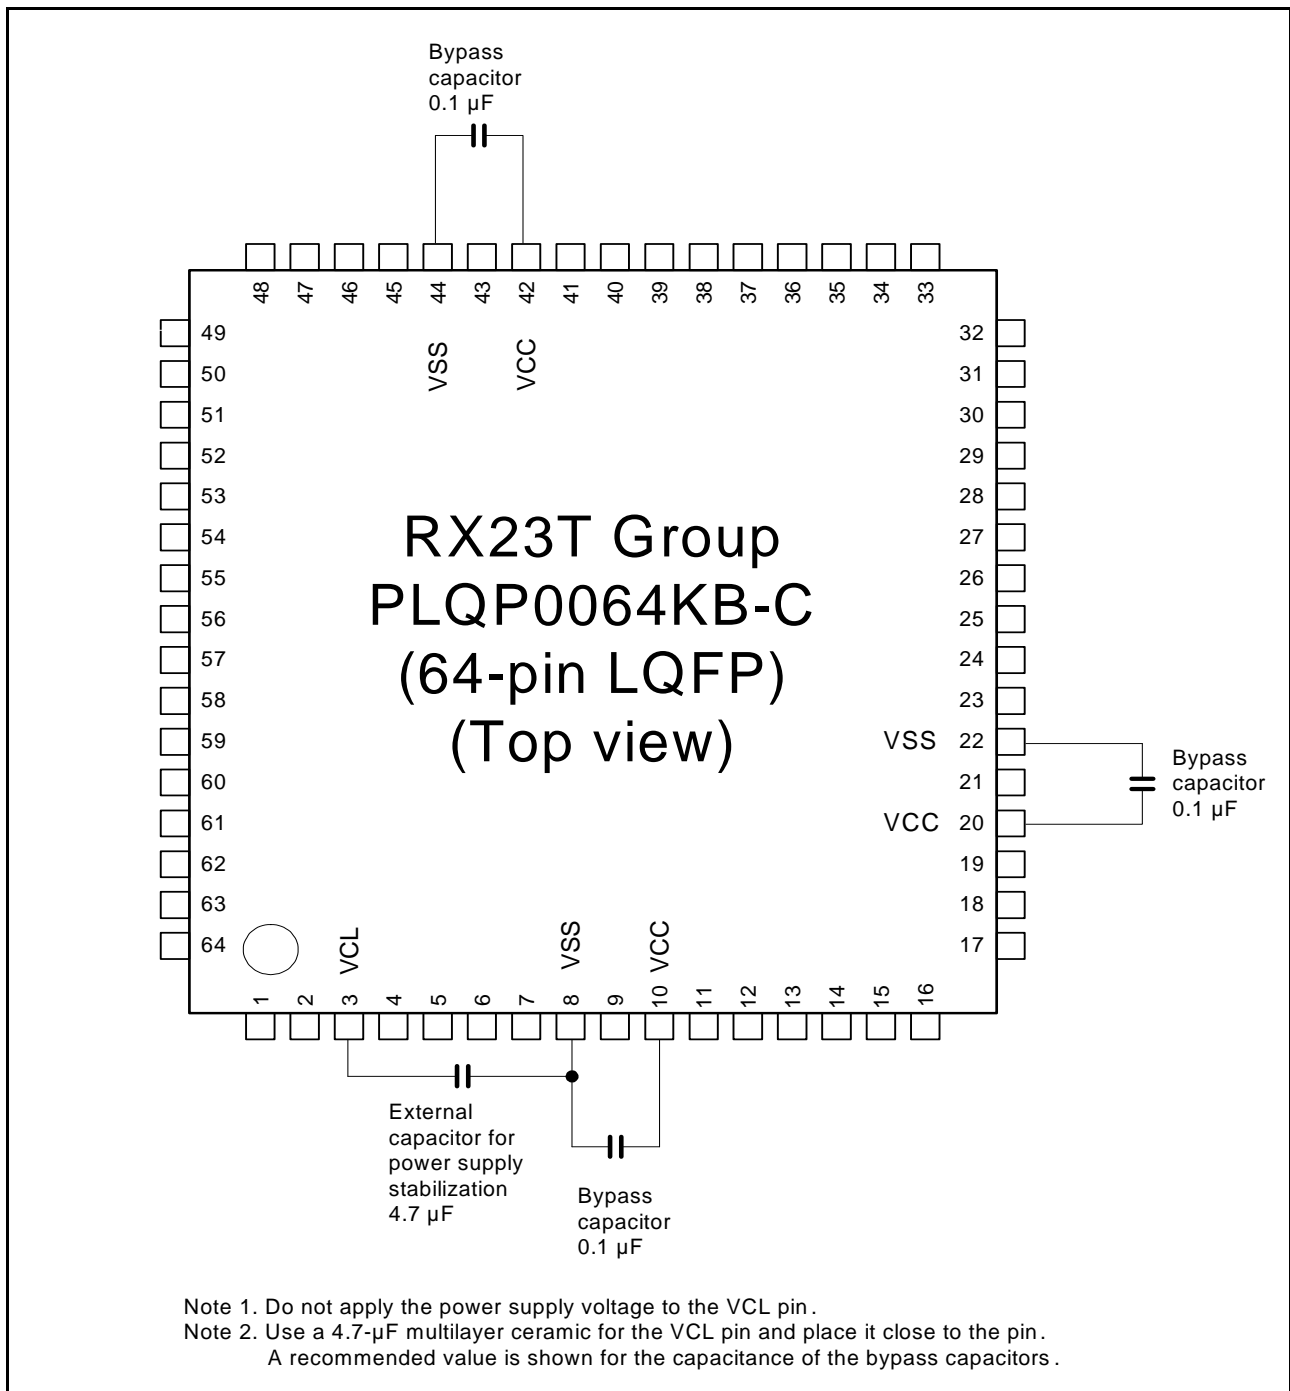 Bypass
capacitor
0.1 µF
48 47 46 45 44 43 42 41 40 39 38 37 36 35 34 33
VSS VCC
49
50
51
52
53
54
55
56
57
58
59
60
61
62
63
64
32
31
30
29
28
27
26
25
24
23
VSS 22
21
VCC 20
19
18
17
RX23T Group
PLQP0064KB-C
(64-pin LQFP)
(Top view)
Bypass
capacitor
0.1 µF
VCL VSS VCC
1 2 3 4 5 6 7 8 9 10 11 12 13 14 15 16
External
capacitor for
power supply
stabilization
4.7 µF
Bypass
capacitor
0.1 µF
Note 1. Do not apply the power supply voltage to the VCL pin.
Note 2. Use a 4.7-µF multilayer ceramic for the VCL pin and place it close to the pin.
A recommended value is shown for the capacitance of the bypass capacitors.